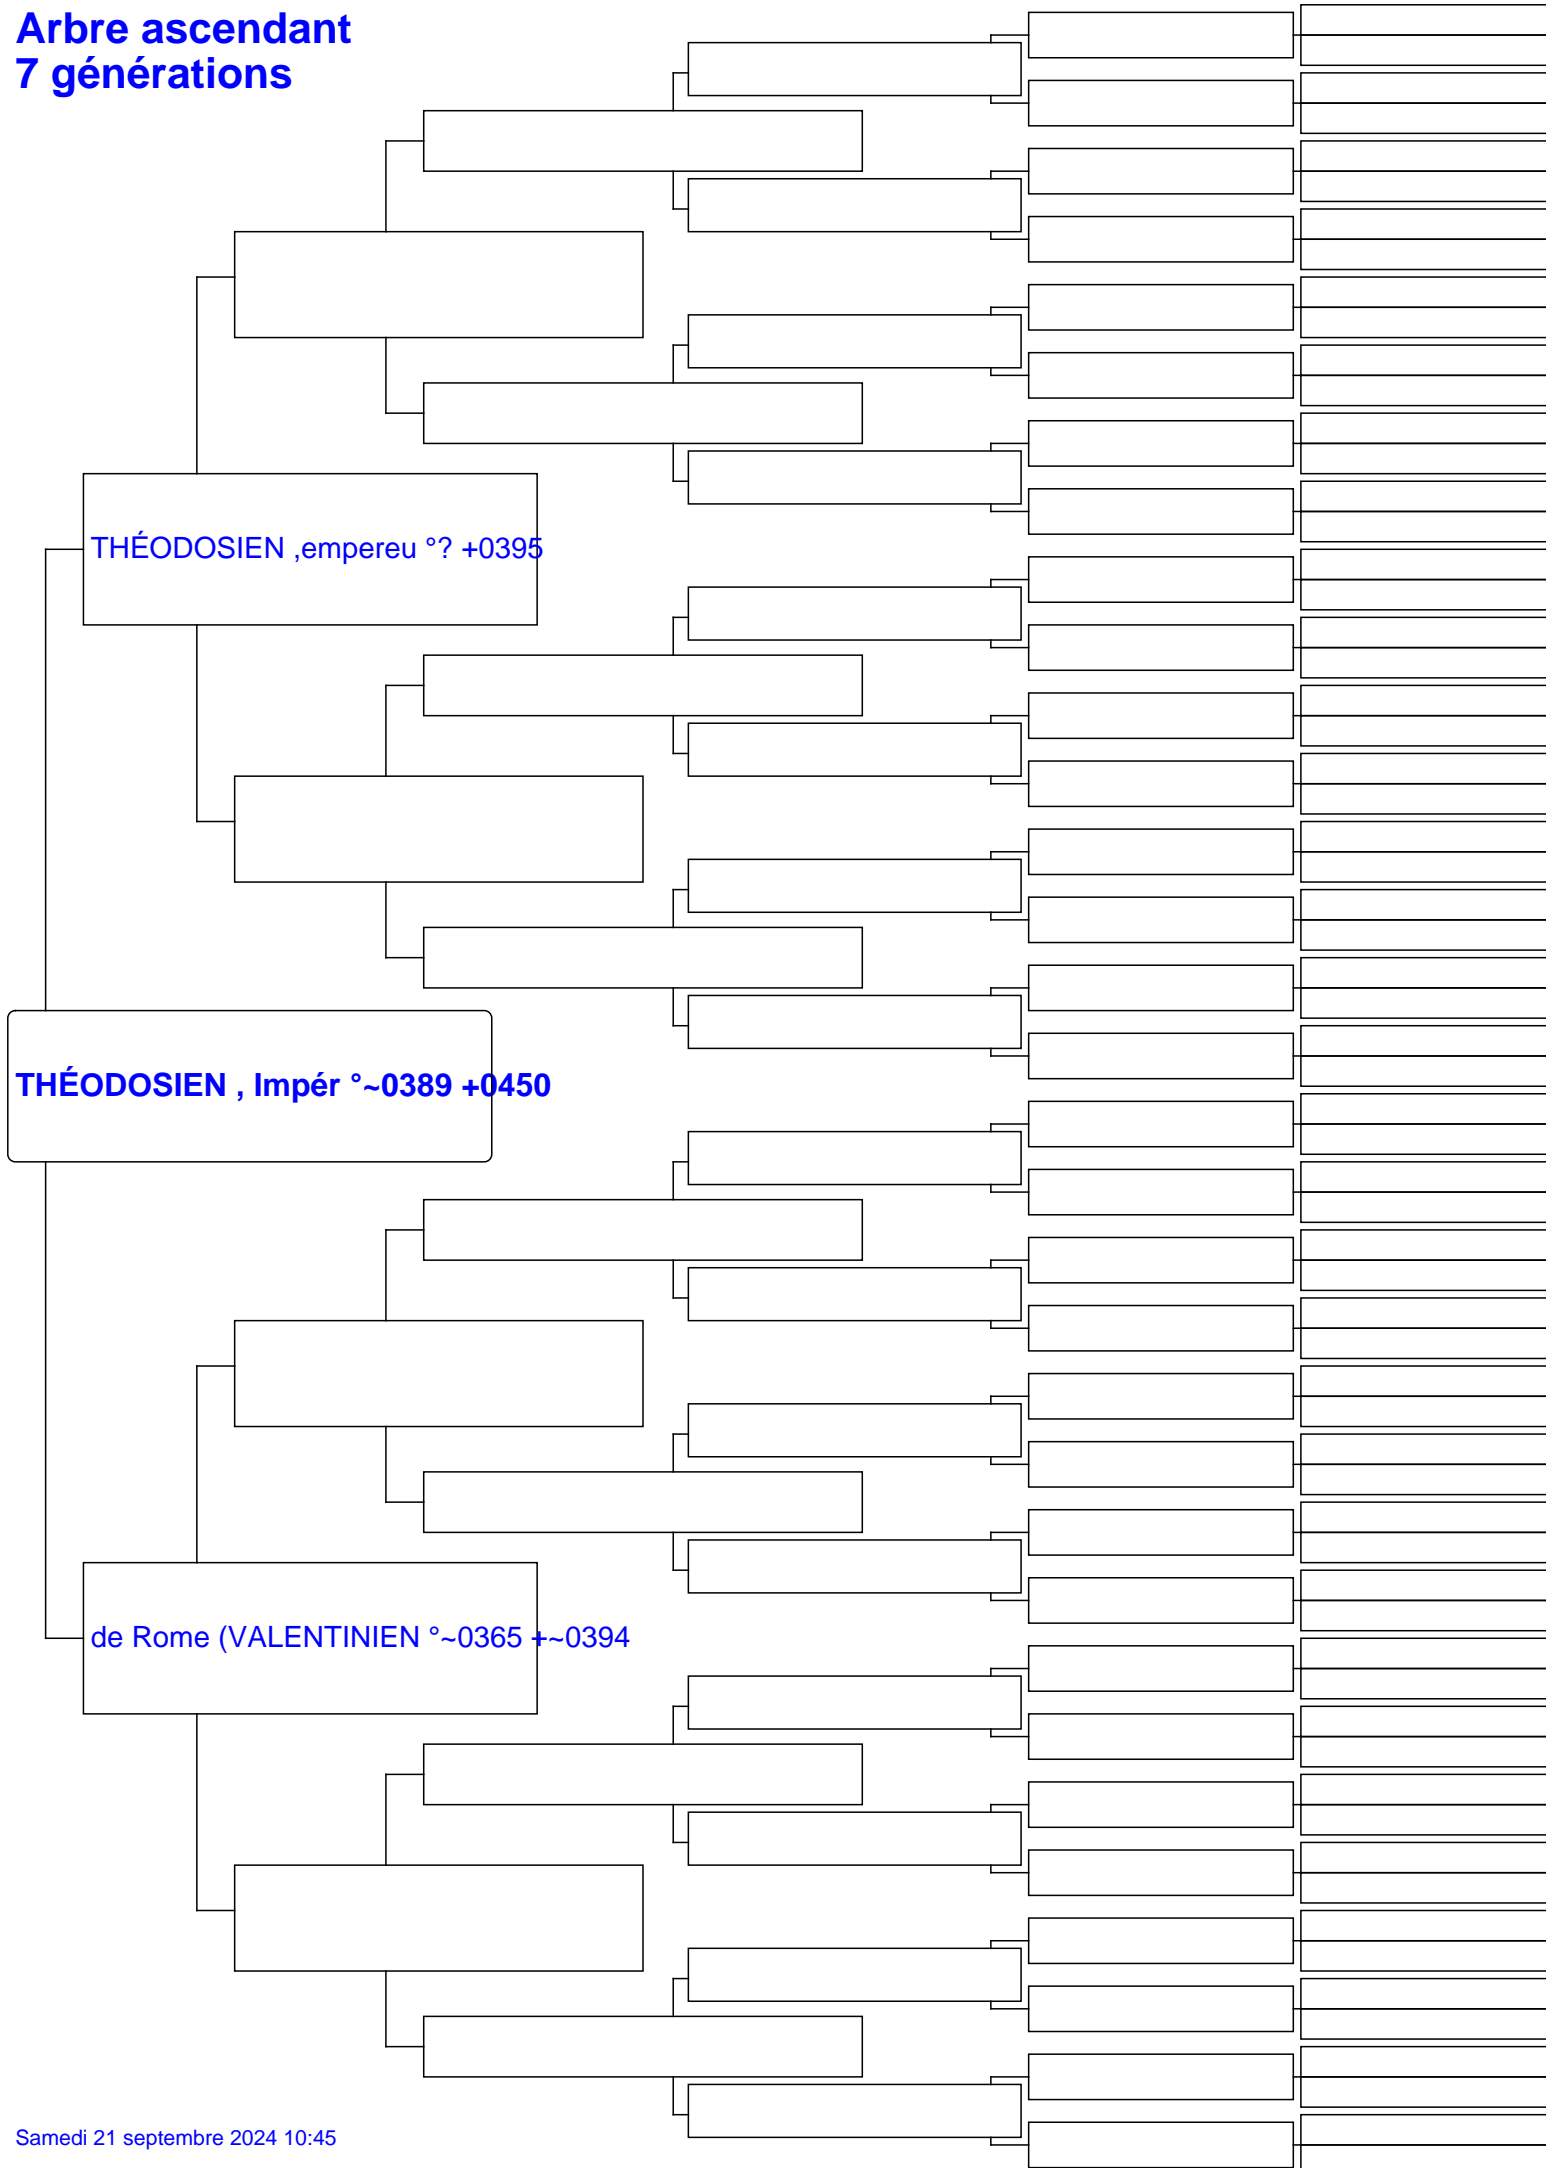 Arbre ascendant
7 générations
THÉODOSIEN ,empereu °? +0395
THÉODOSIEN , Impér °~0389 +0450
de Rome (VALENTINIEN °~0365 +~0394
Samedi 21 septembre 2024 10:45